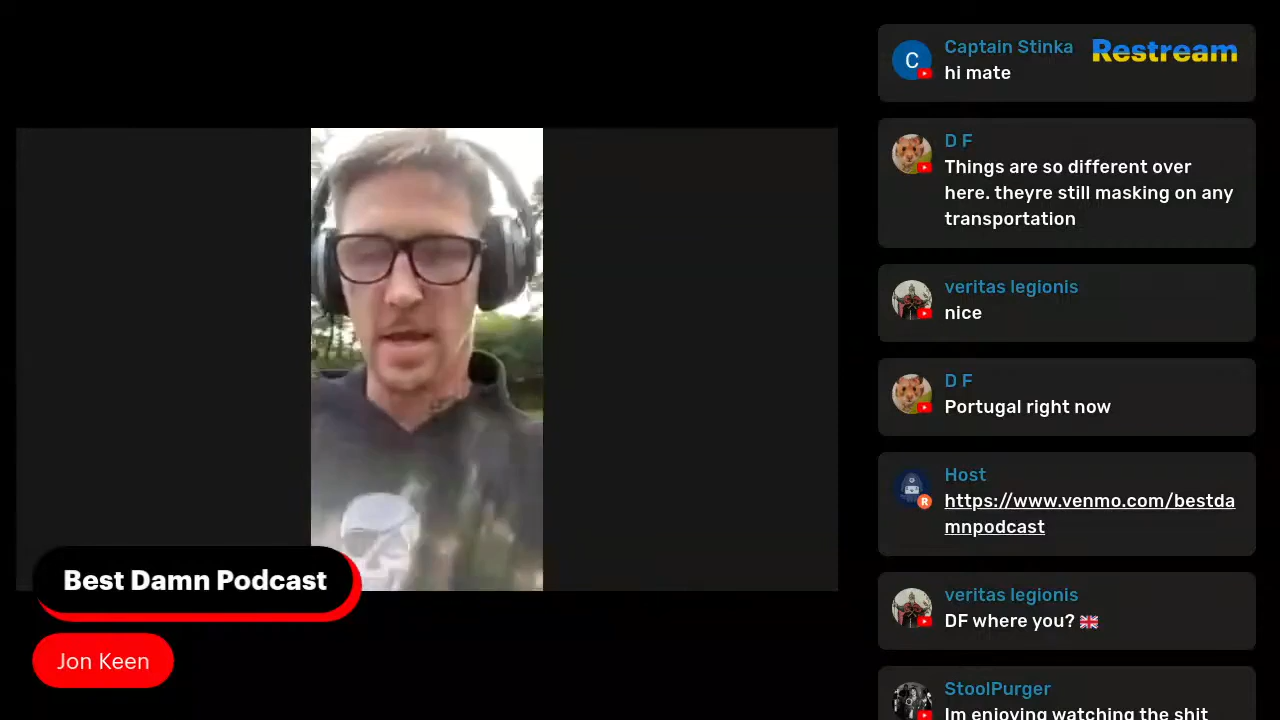 Captain Stinka
Restream
C
hi mate
D F
Things are so different over
here. theyre still masking on any
transportation
veritas legionis
nice
D F
Portugal right now
Host
R
https://www.venmo.com/bestda
mnpodcast
veritas legionis
DF where you? 🇬🇧
StoolPurger
Im enjoying watching the shit
Best Damn Podcast
Jon Keen